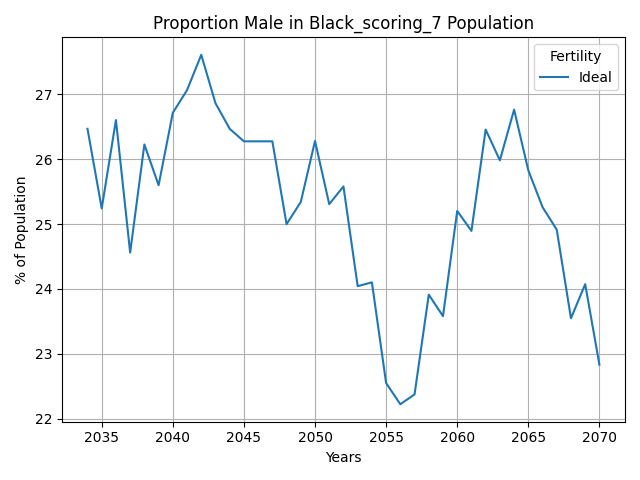 Proportion Male in Black_scoring_7 Population
Fertility
Ideal
27
26
25
24
23
22
% of Population
2035 2040 2045 2050 2055 2060 2065 2070
Years